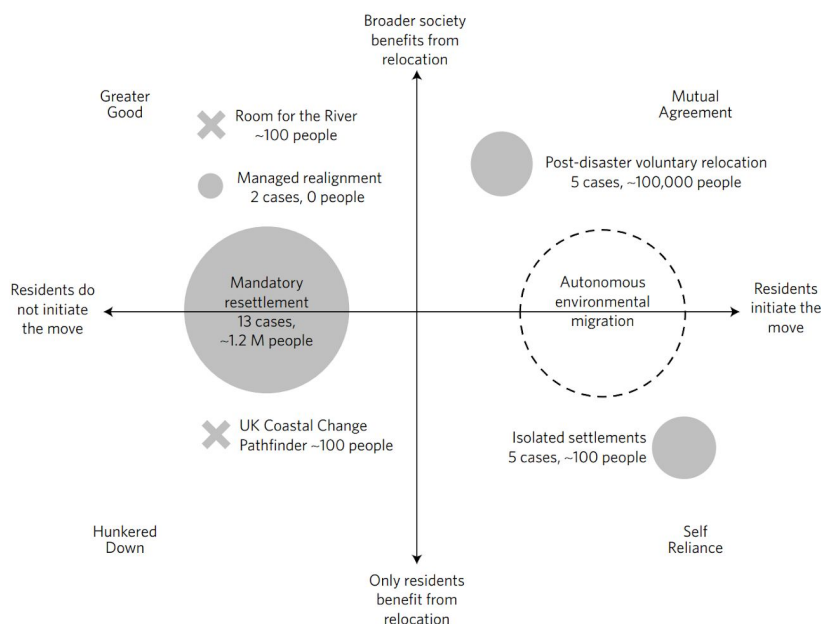 Broader society
benefits from
relocation
Greater
Good
Mutual
Agreement
Room for the River
~100 people
Managed realignment
2 cases, 0 people
Post-disaster voluntary relocation
5 cases, ~100,000 people
Residents do
not initiate
the move
Mandatory
resettlement
13 cases,
~1.2 M people
Autonomous
environmental
migration
Residents
initiate the
move
UK Coastal Change
Pathfinder ~100 people
Isolated settlements
5 cases, ~100 people
Hunkered
Down
Self
Reliance
Only residents
benefit from
relocation